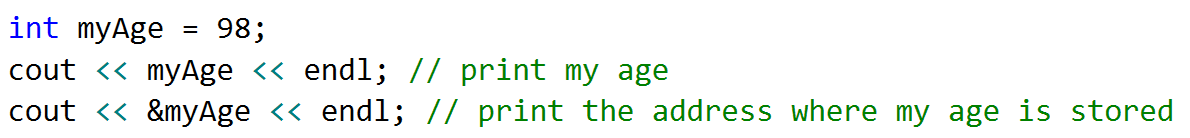 int myAge = 98;
cout << myAge << endl; // print my age
cout << &myAge << endl; // print the address where my age is stored